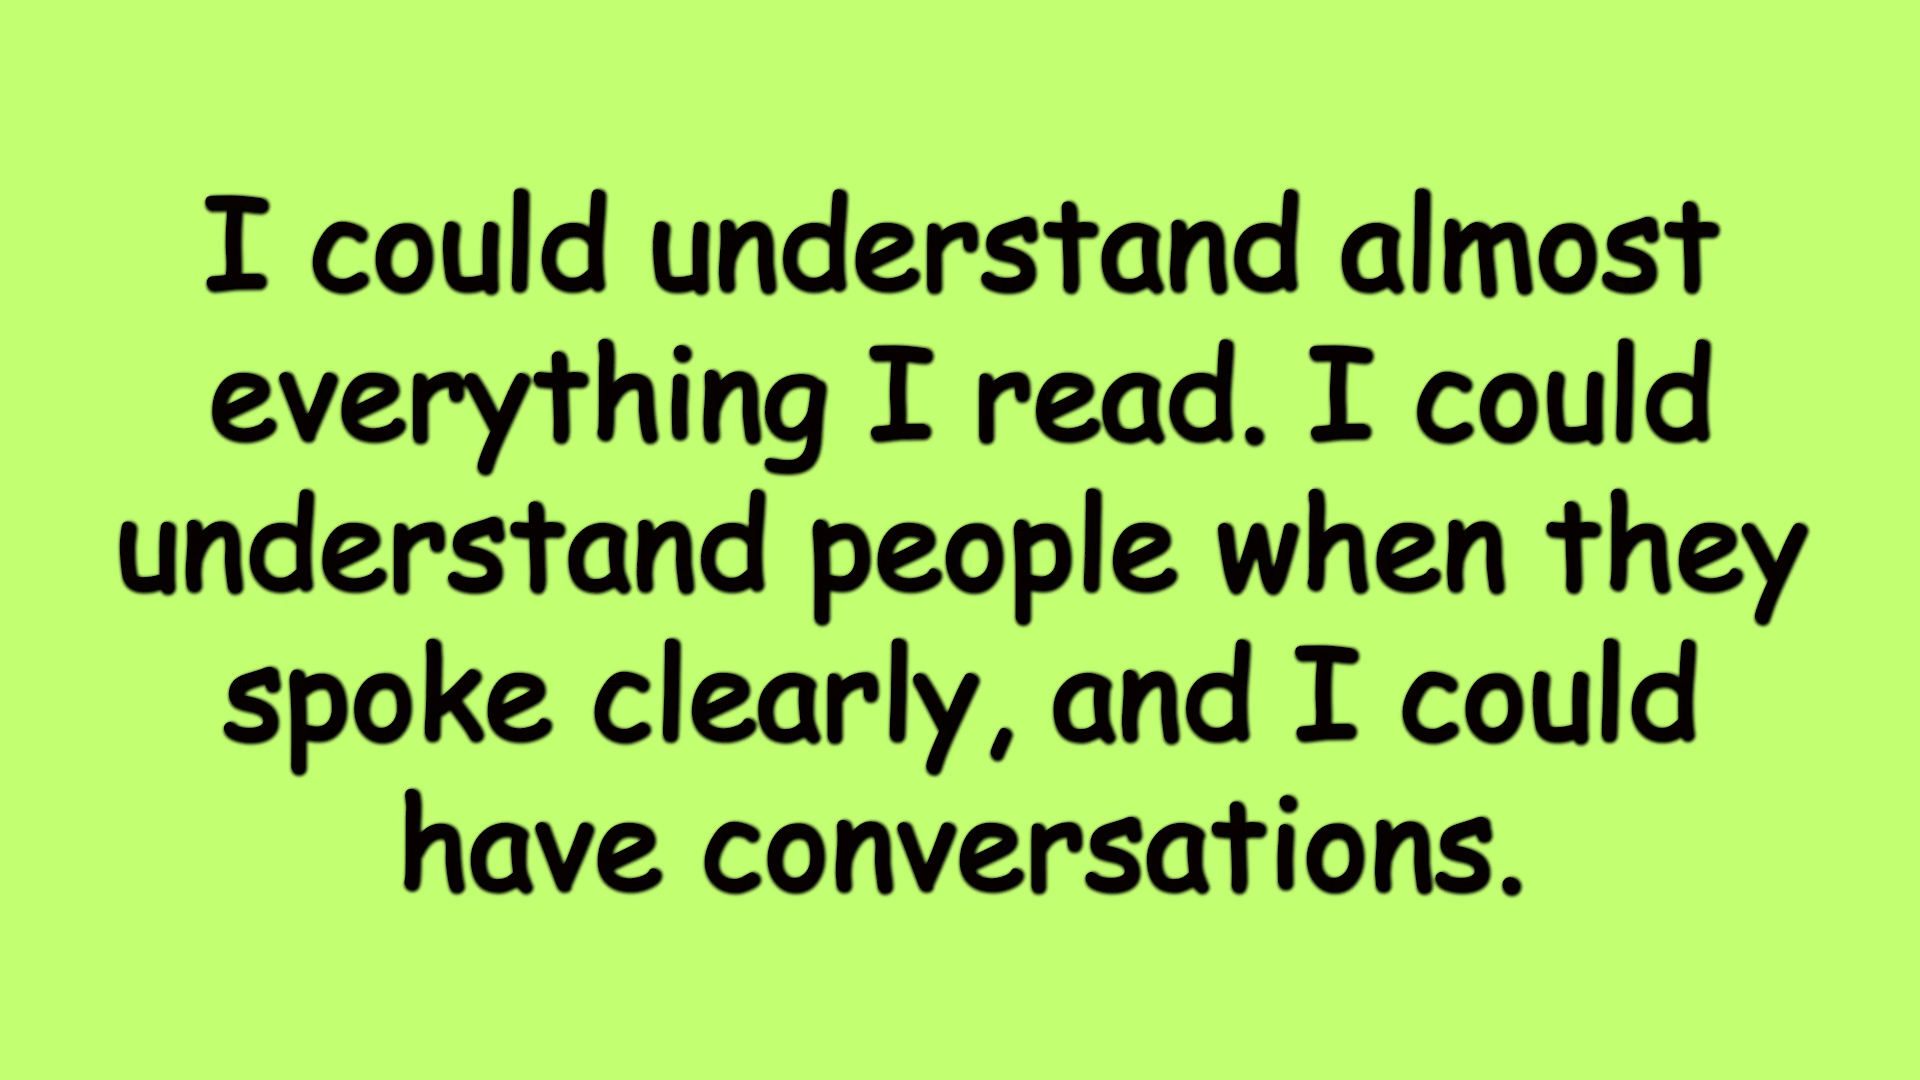 I could understand almost
everything I read. I could
understand people when they
spoke clearly, and I could
have conversations.